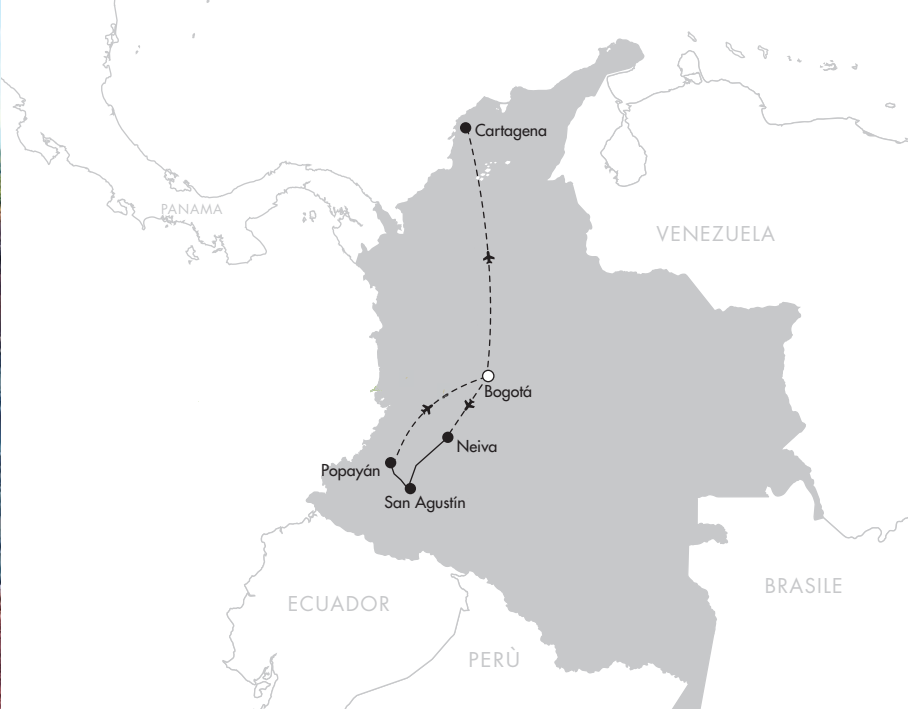 Cartagena
PANAMA
VENEZUELA
Bogotá
Neiva
Popayán
San Agustín
BRASILE
ECUADOR
PERÙ